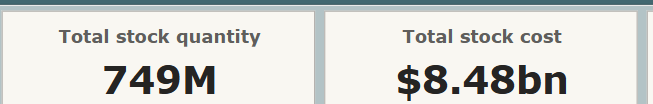 Total stock quantity
749M
Total stock cost
$8.48bn